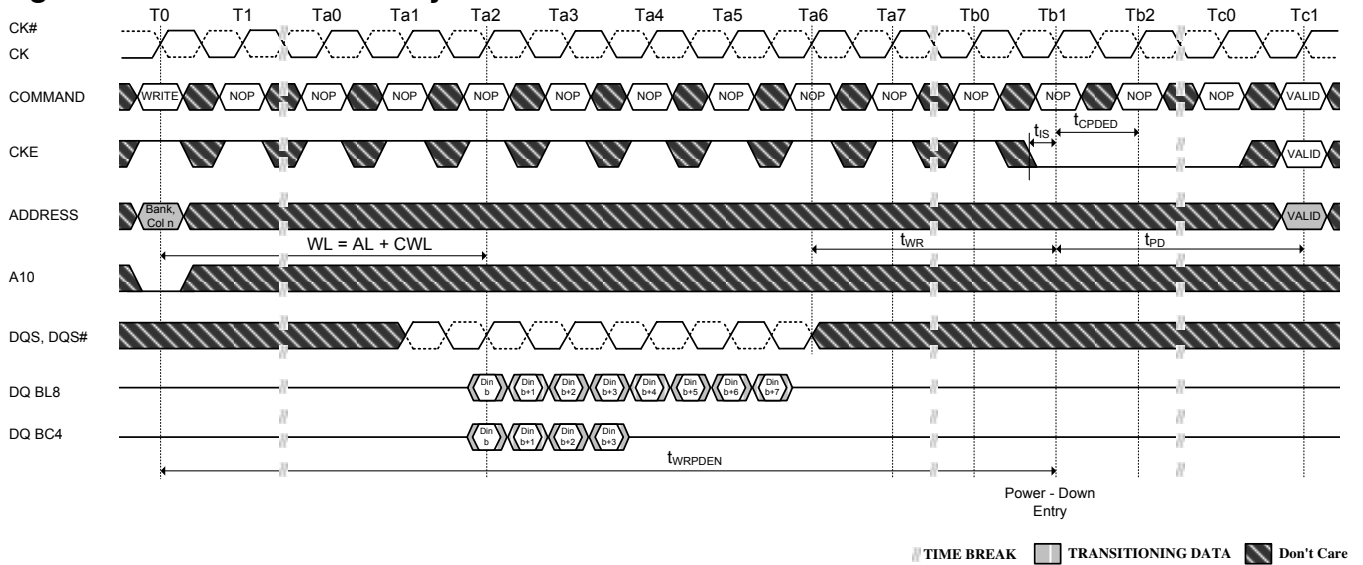 T0 T1 Ta0 Ta1 Ta2 Ta3 Ta4 Ta5 Ta6 Ta7 Tb0 Tb1 Tb2 Tc0 Tc1
CK#
CK
COMMAND WRITE NOP NOP NOP NOP NOP NOP NOP NOP NOP NOP NOP NOP NOP VALID
tIS tCPDED
CKE VALID
ADDRESS Bank, Col n VALID
WL = AL + CWL tWR tPD
A10
DQS, DQS#
DQ BL8 Din b Din b+1 Din b+2 Din b+3 Din b+4 Din b+5 Din b+6 Din b+7
DQ BC4 Din b Din b+1 Din b+2 Din b+3
tWRPDEN
Power - Down
Entry
TIME BREAK TRANSITIONING DATA Don't Care